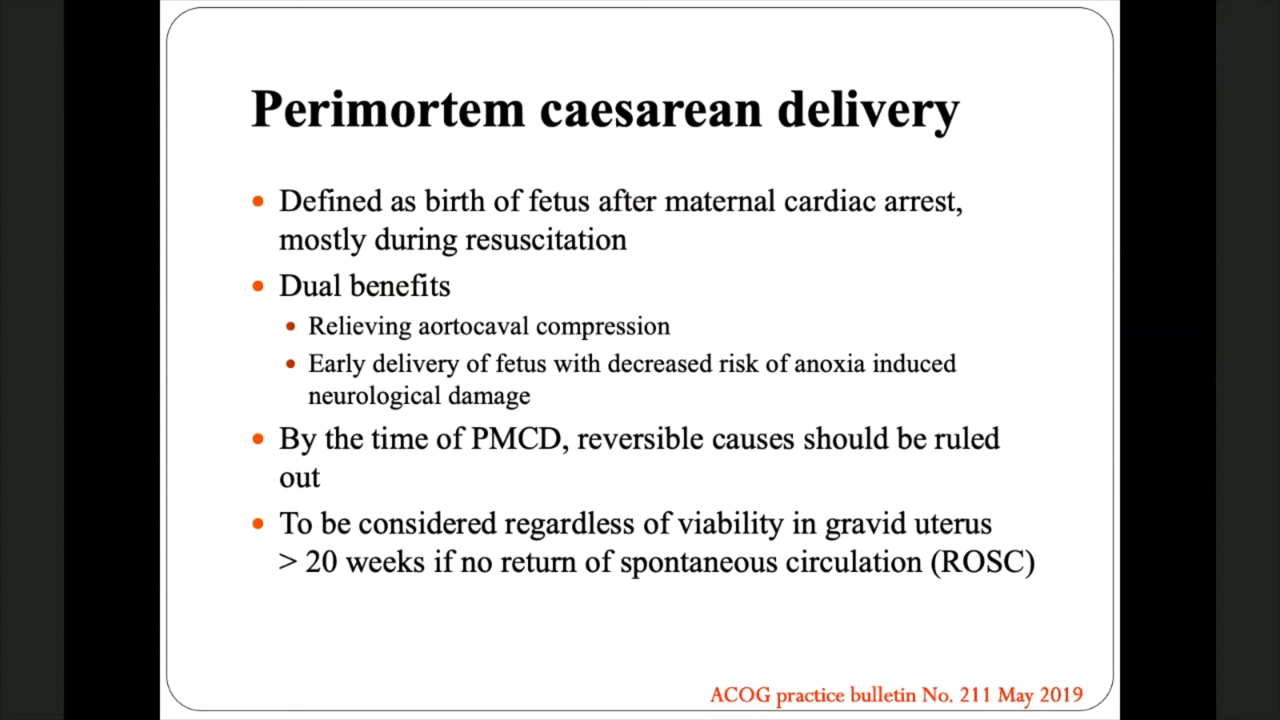 Perimortem caesarean delivery
• Defined as birth of fetus after maternal cardiac arrest,
mostly during resuscitation
• Dual benefits
• Relieving aortocaval compression
• Early delivery of fetus with decreased risk of anoxia induced
neurological damage
• By the time of PMCD, reversible causes should be ruled
out
• To be considered regardless of viability in gravid uterus
> 20 weeks if no return of spontaneous circulation (ROSC)
ACOG practice bulletin No. 211 May 2019